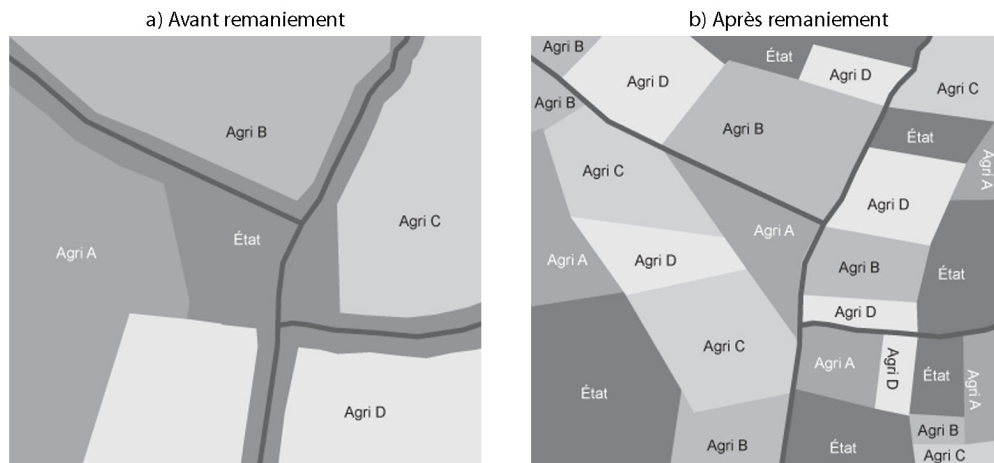 a) Avant remaniement
Agri B
Agri C
État
Agri A
Agri D
b) Après remaniement
Agri B
État
Agri D
Agri D
Agri C
Agri B
Agri B
État
Agri A
Agri C
Agri D
Agri A
Agri A
Agri D
Agri B
État
Agri D
Agri C
Agri A
Agri D
État
Agri A
État
Agri B
Agri B
État
Agri C